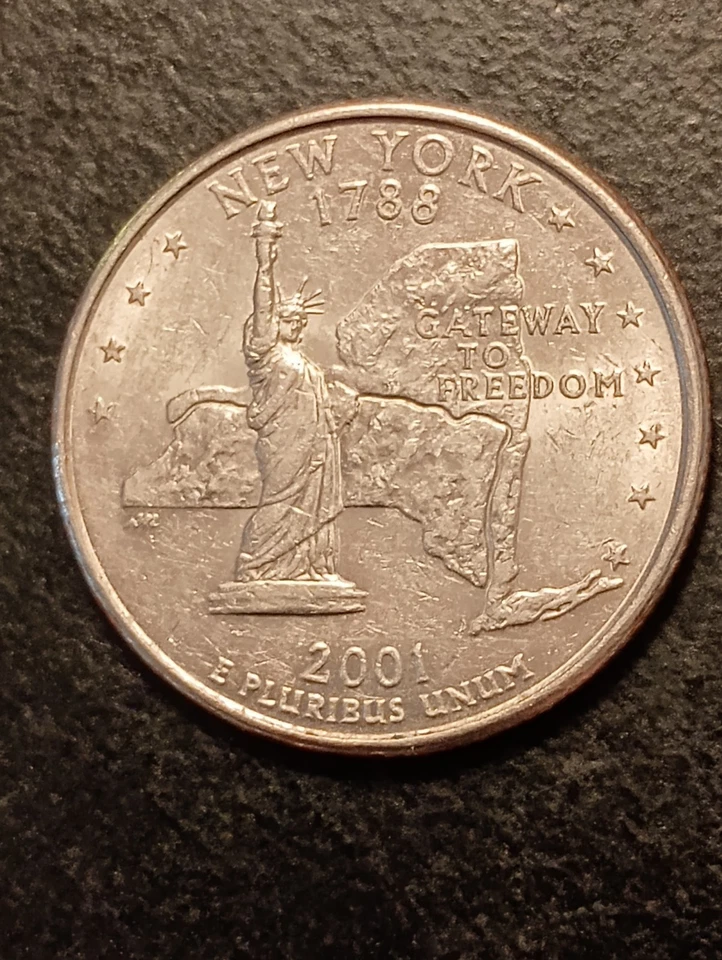 NEW YORK
1788
GATEWAY
TO
FREEDOM
2001
E PLURIBUS UNUM